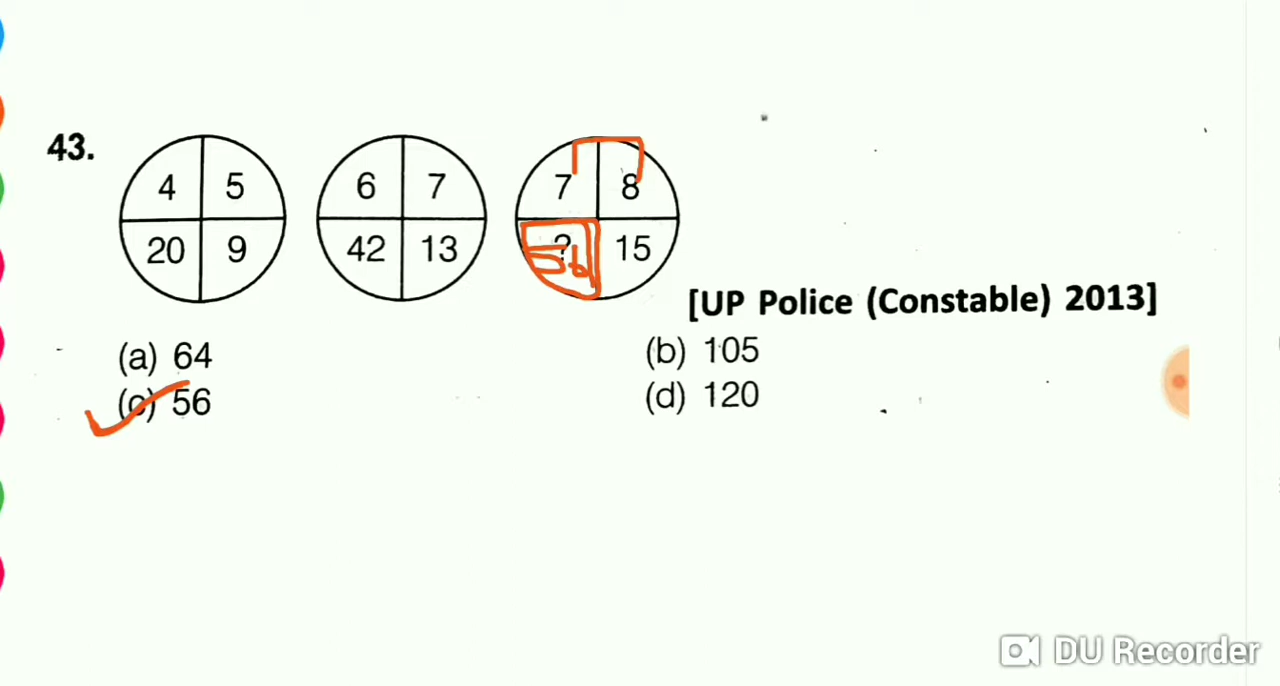 43.
4 5 6 7 7 8
20 9 42 13 ? 56 15
[UP Police (Constable) 2013]
(a) 64 (b) 105
(c) 56 (d) 120
DU Recorder